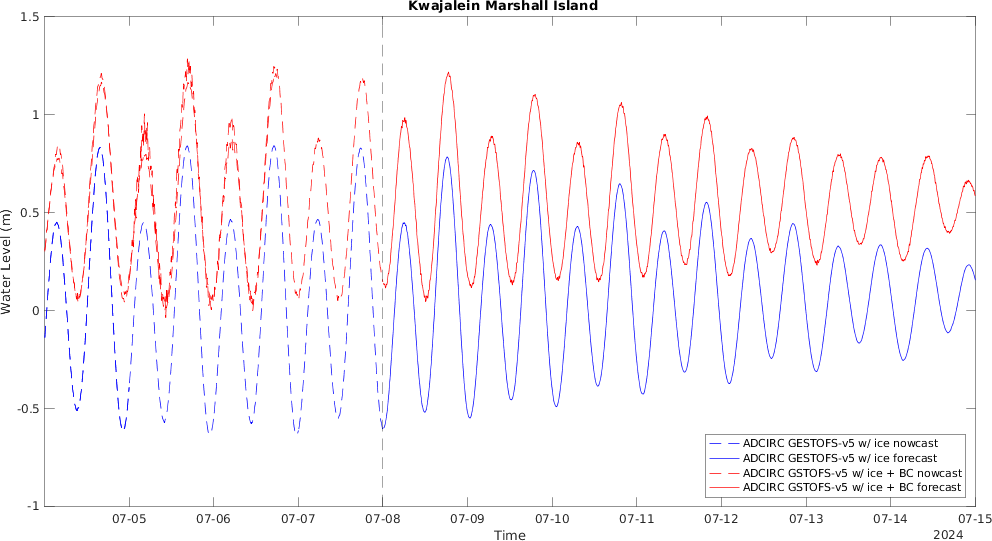 Kwajalein Marshall Island
1.5
1
0.5
0
-0.5
-1
Water Level (m)
ADCIRC GESTOFS-v5 w/ ice nowcast
ADCIRC GESTOFS-v5 w/ ice forecast
ADCIRC GSTOFS-v5 w/ ice + BC nowcast
ADCIRC GSTOFS-v5 w/ ice + BC forecast
07-05 07-06 07-07 07-08 07-09 07-10 07-11 07-12 07-13 07-14 07-15
Time
2024